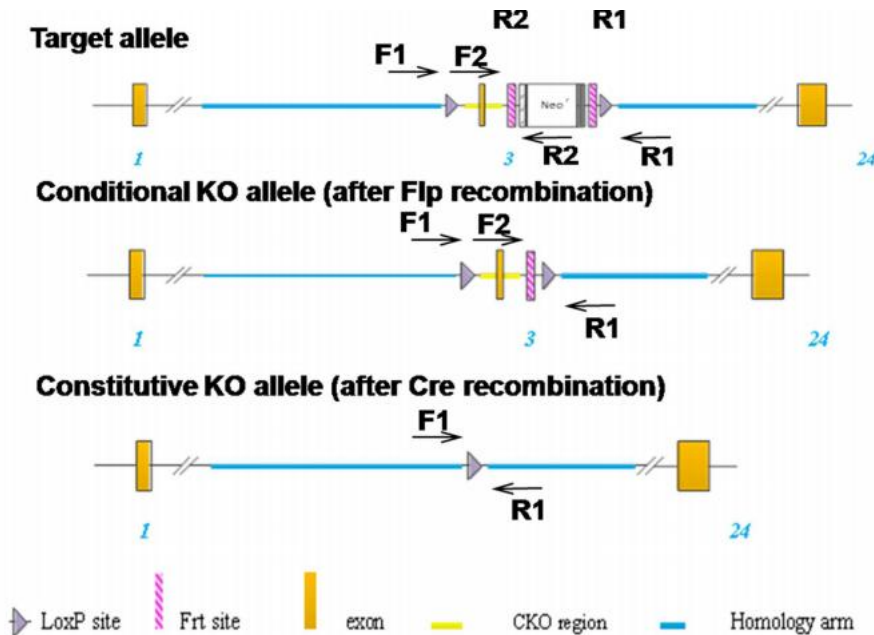 R2 R1
Target allele
F1 F2
Neo r
1 3 R2 R1 24
Conditional KO allele (after Flp recombination)
F1 F2
1 3 R1 24
Constitutive KO allele (after Cre recombination)
F1
R1
1 24
LoxP site Frt site exon CKO region Homology arm